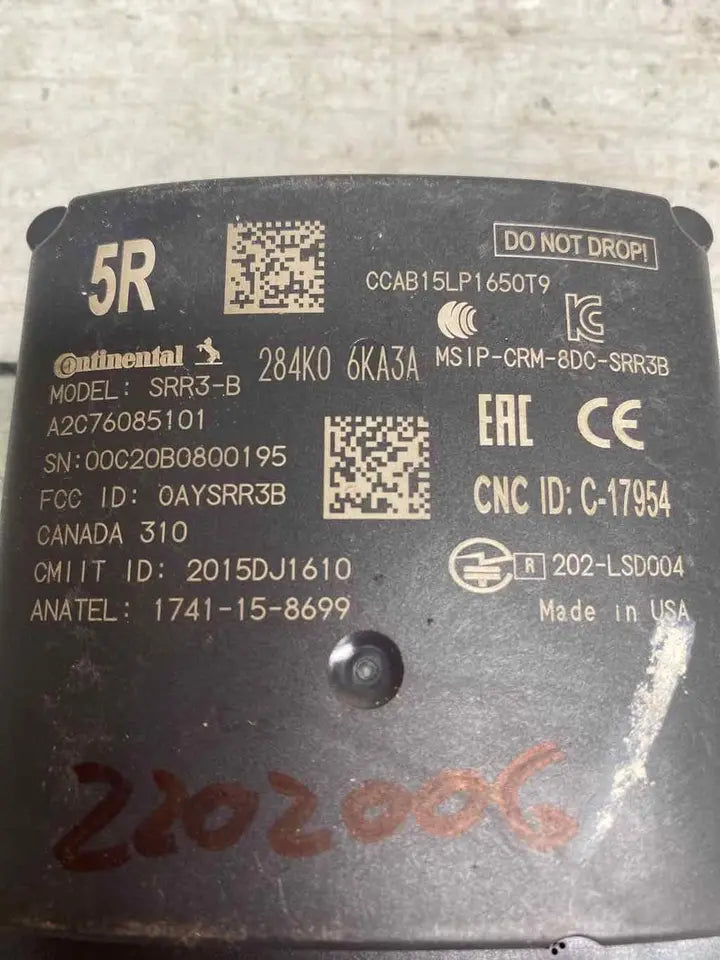 5R
DO NOT DROP!
CCAB15LP1650T9
Continental
284K0 6KA3A
MSIP-CRM-8DC-SRR3B
MODEL: SRR3-B
A2C76085101
EAC CE
SN:00C20B0800195
FCC ID: OAYSRR3B
CNC ID: C-17954
CANADA 310
CMIIT ID: 2015DJ1610
R 202-LSD004
ANATEL: 1741-15-8699
Made in USA
2202006